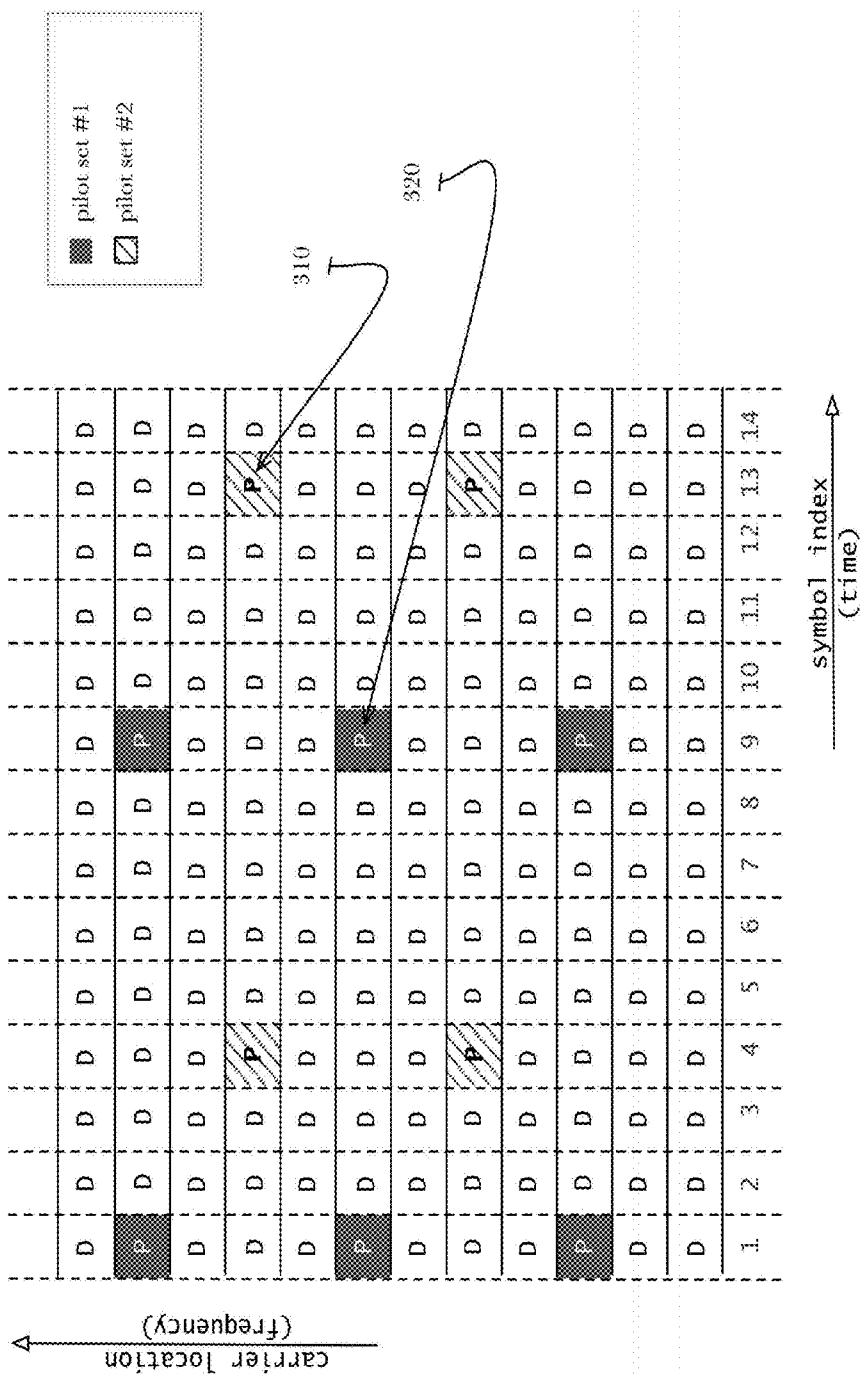 carrier location
(frequency)
pilot set #1
pilot set #2
D D D D D D D D D D D D D D
P D D D D D D D P D D D D D
D D D D D D D D D D D D D D
D D D P D D D D D D D D P D
310
D D D D D D D D D D D D D D
P D D D D D D D P D D D D D
320
D D D D D D D D D D D D D D
D D D P D D D D D D D D P D
D D D D D D D D D D D D D D
P D D D D D D D P D D D D D
D D D D D D D D D D D D D D
D D D D D D D D D D D D D D
1 2 3 4 5 6 7 8 9 10 11 12 13 14
symbol index
(time)